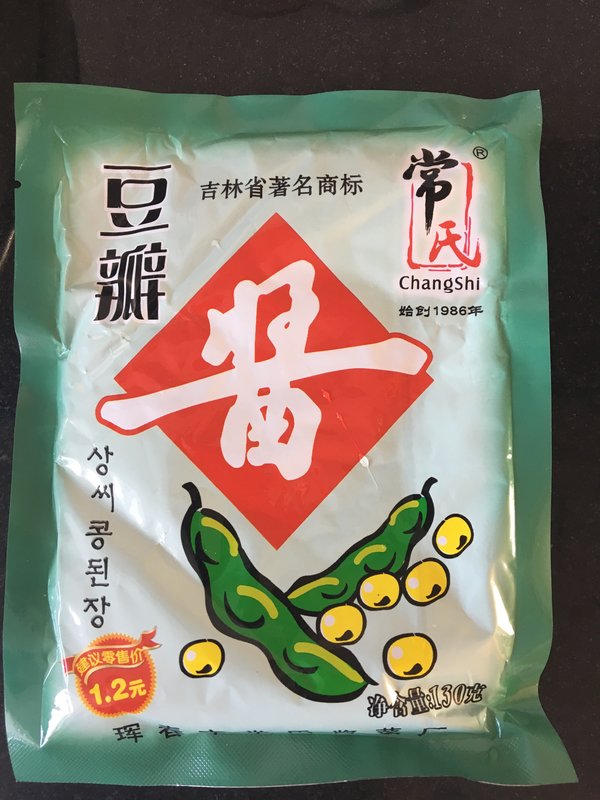 豆瓣
吉林省著名商标
常氏
®
ChangShi
始创1986年
酱
상씨콩된장
建议零售价
1.2元
净含量:130克